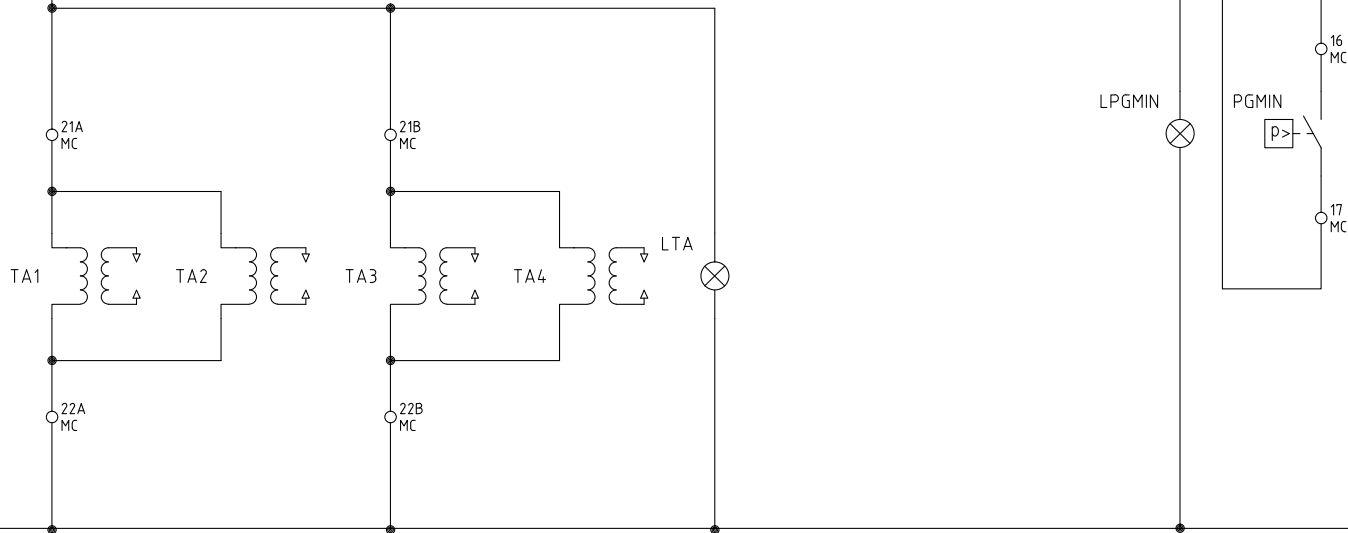 16
MC
LPGMIN
PGMIN
P>
21A
MC
21B
MC
17
MC
LTA
TA1
TA2
TA3
TA4
22A
MC
22B
MC